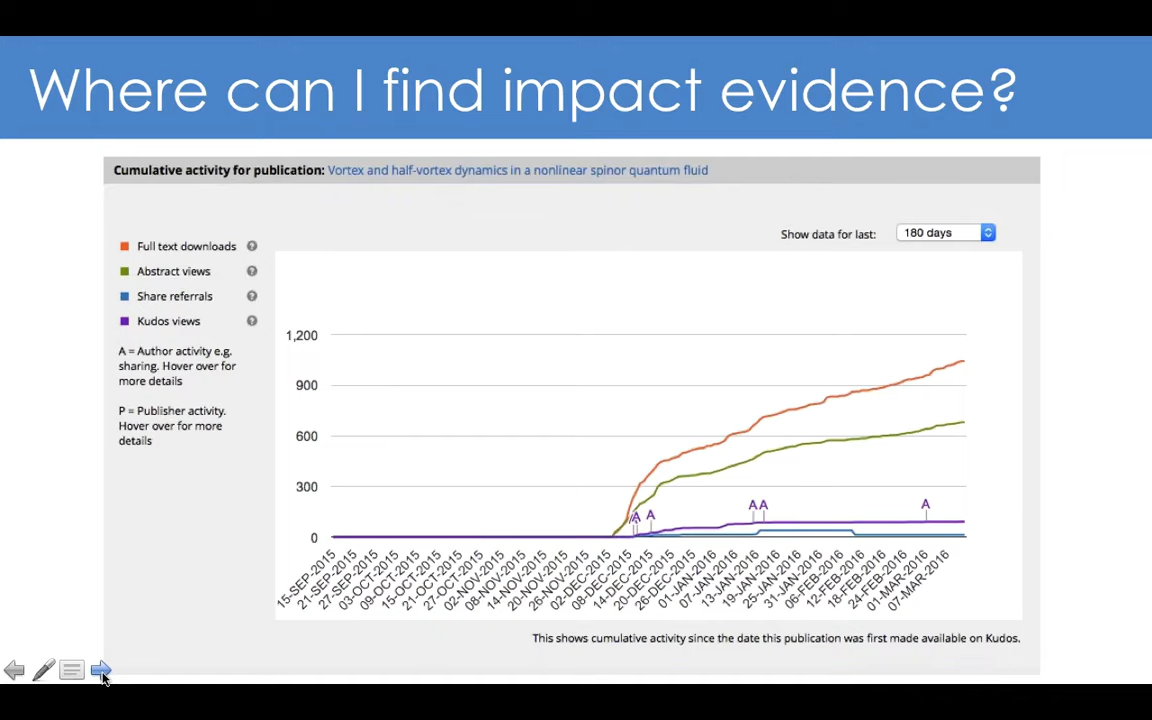 Where can I find impact evidence?
Cumulative activity for publication: Vortex and half-vortex dynamics in a nonlinear spinor quantum fluid
Show data for last: 180 days
Full text downloads ?
Abstract views ?
Share referrals ?
Kudos views ?
A = Author activity e.g.
sharing. Hover over for
more details
P = Publisher activity.
Hover over for more
details
1,200
900
600
300
0
A
A
A A
A
15-SEP-2015
21-SEP-2015
27-SEP-2015
03-OCT-2015
09-OCT-2015
15-OCT-2015
21-OCT-2015
27-OCT-2015
02-NOV-2015
08-NOV-2015
14-NOV-2015
20-NOV-2015
26-NOV-2015
02-DEC-2015
08-DEC-2015
14-DEC-2015
20-DEC-2015
26-DEC-2015
01-JAN-2016
07-JAN-2016
13-JAN-2016
19-JAN-2016
25-JAN-2016
31-JAN-2016
06-FEB-2016
12-FEB-2016
18-FEB-2016
24-FEB-2016
01-MAR-2016
07-MAR-2016
This shows cumulative activity since the date this publication was first made available on Kudos.